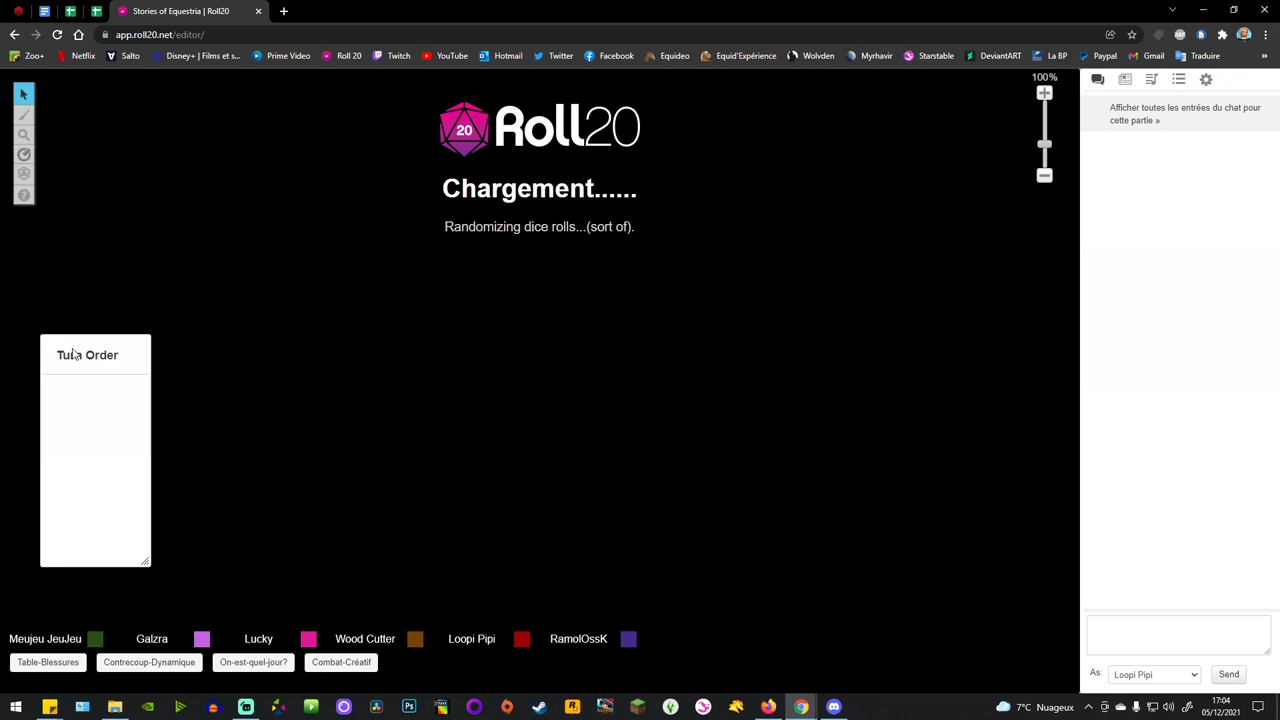 Stories of Equestria | Roll20
app.roll20.net/editor/
Zoo+ Netflix Salto Disney+ | Films et s... Prime Video Roll 20 Twitch YouTube Hotmail Twitter Facebook Equideo Equid'Expérience Wolvden Myrhavir Starstable DeviantART La BP Paypal Gmail Traduire »
100%
20 Roll20
Chargement......
Randomizing dice rolls...(sort of).
Afficher toutes les entrées du chat pour
cette partie »
Turn Order
Meujeu JeuJeu Galzra Lucky Wood Cutter Loopi Pipi RamolOssK
Table-Blessures Contrecoup-Dynamique On-est-quel-jour? Combat-Créatif
As: Loopi Pipi Send
7°C Nuageux
17:04
05/12/2021